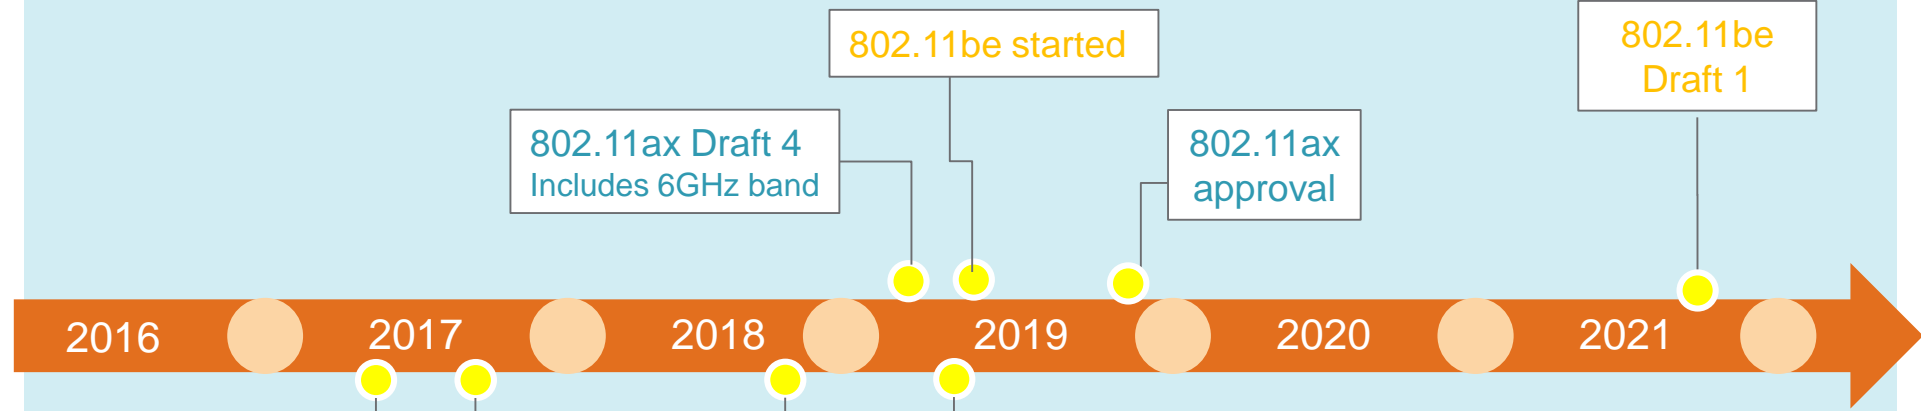 802.11be started
802.11be
Draft 1
802.11ax Draft 4
Includes 6GHz band
802.11ax
approval
2016
2017
2018
2019
2020
2021